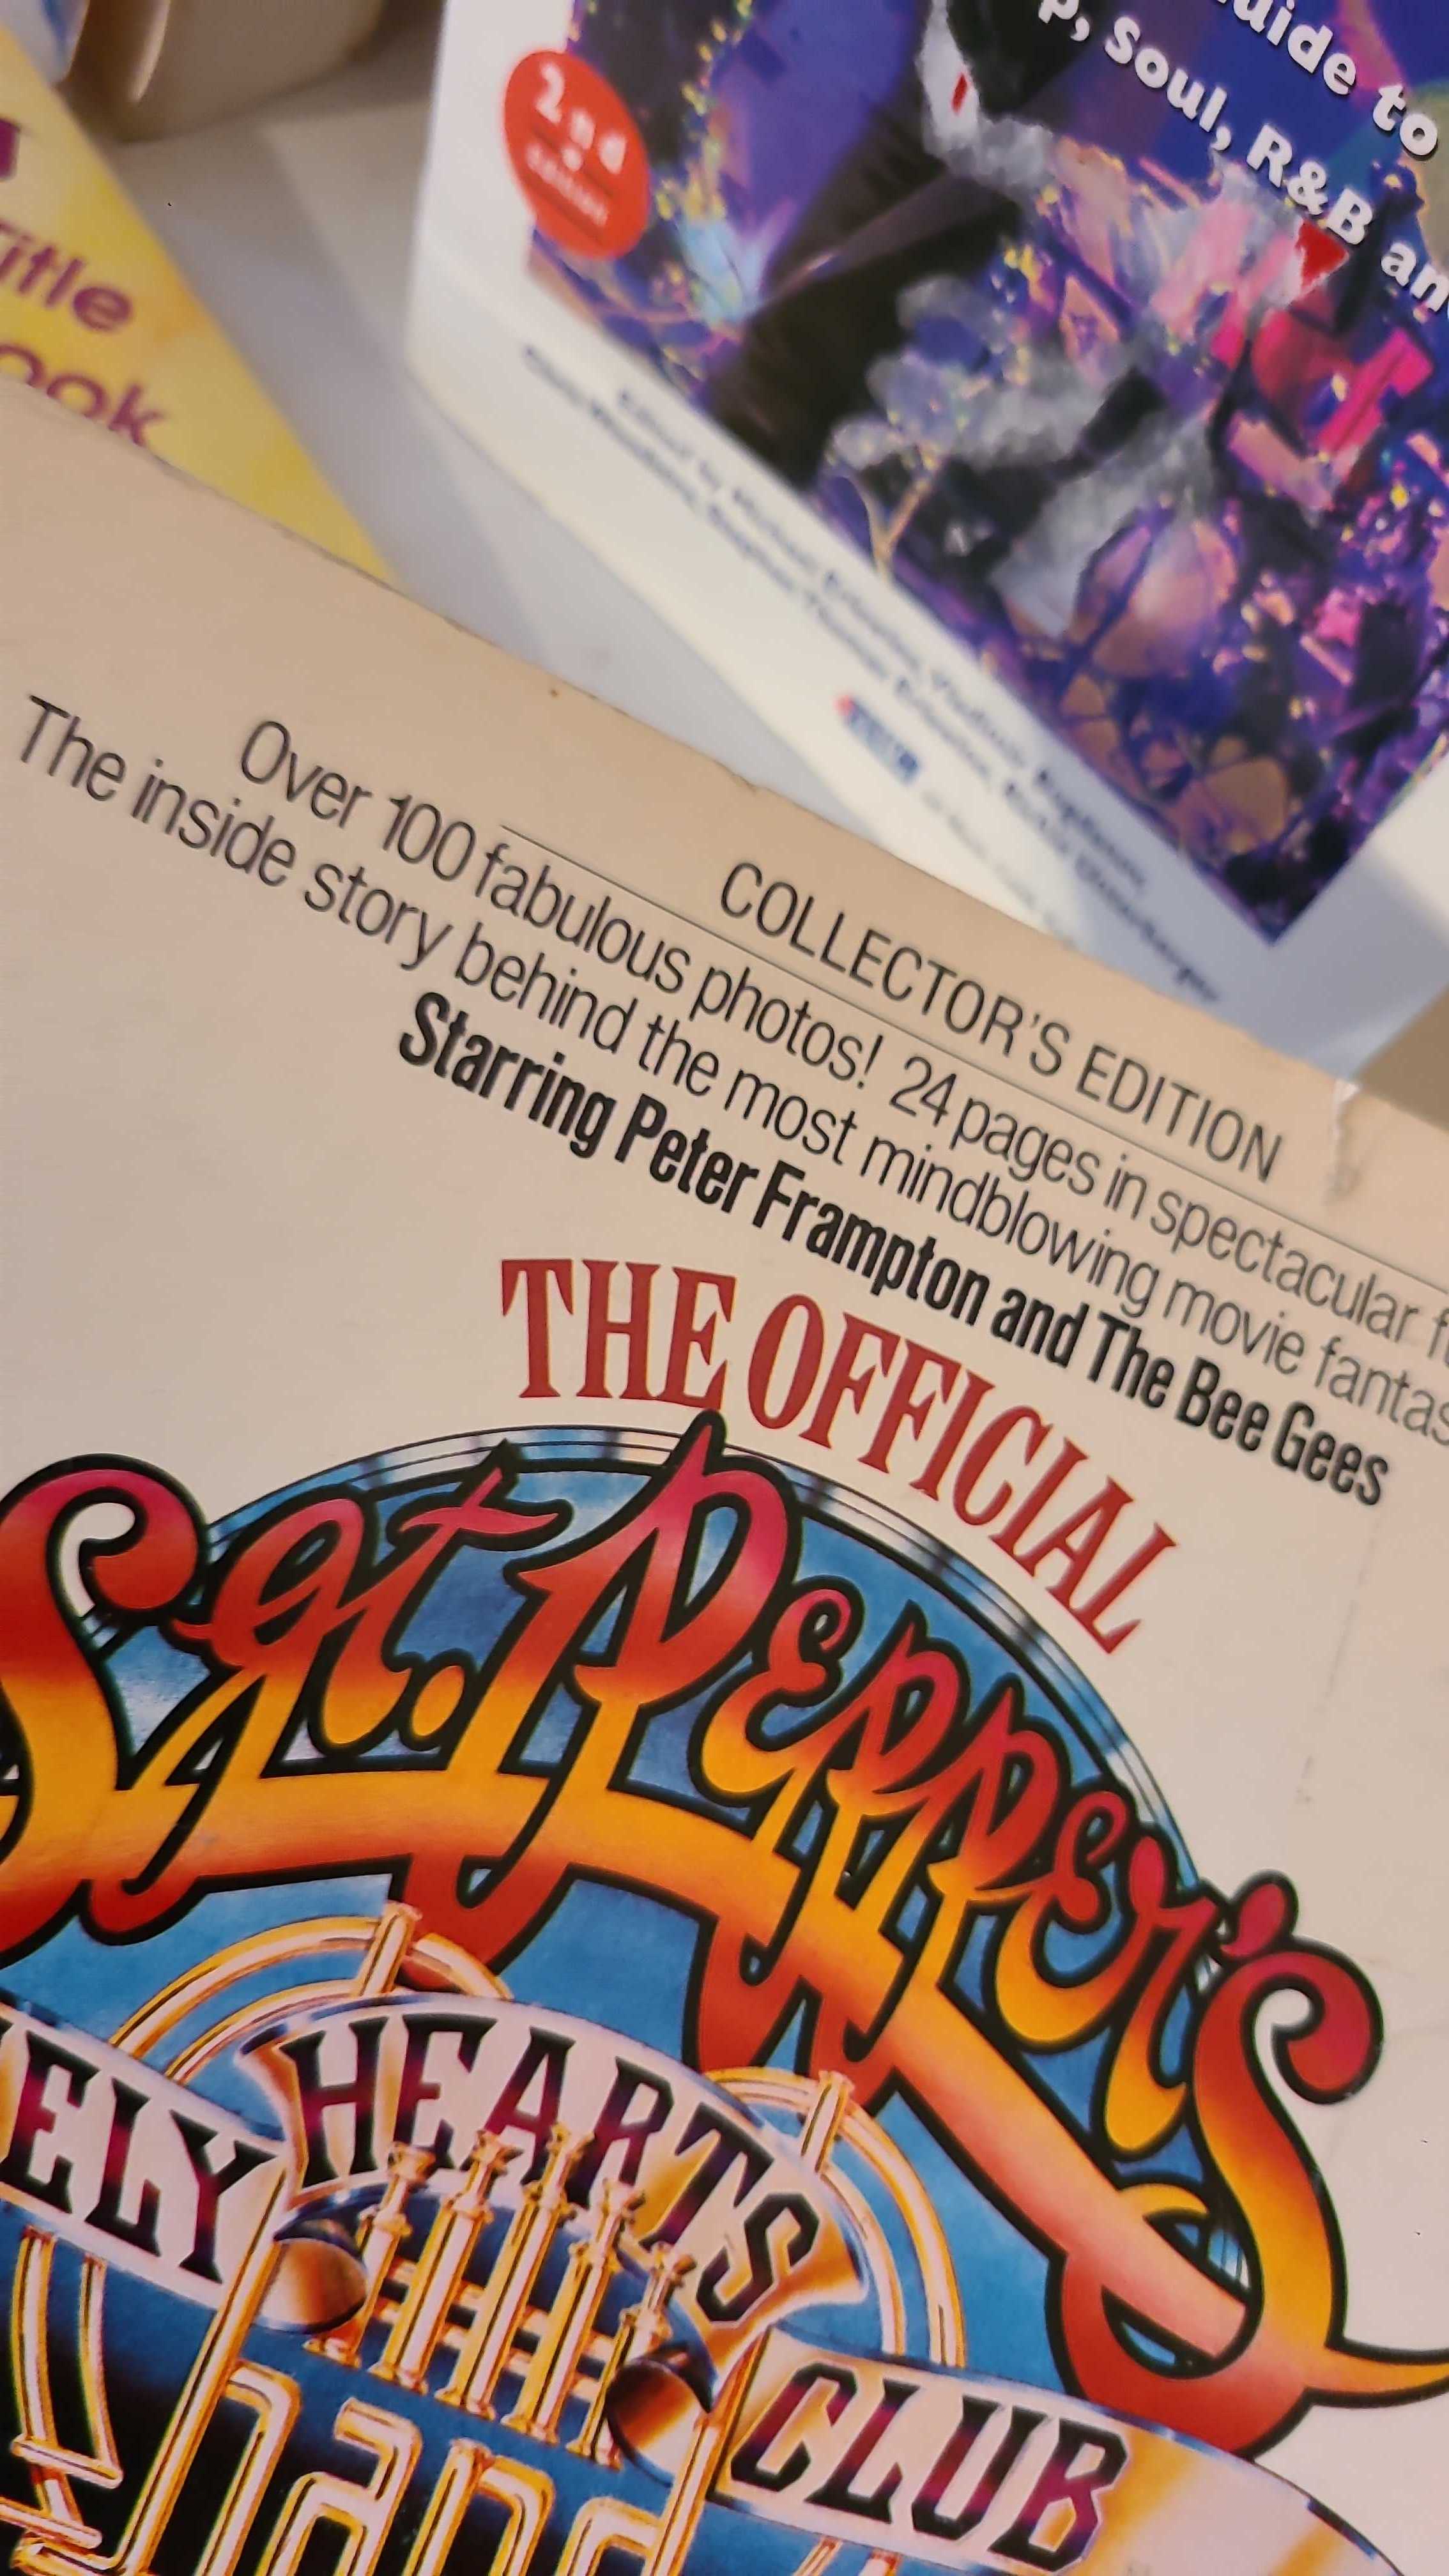 uide to
p, soul, R&B an
2nd
edition
itle
ook
COLLECTOR'S EDITION
Over 100 fabulous photos! 24 pages in spectacular f
The inside story behind the most mindblowing movie fantas
Starring Peter Frampton and The Bee Gees
THE OFFICIAL
Sgt. Pepper's
ELY HEARTS CLUB
band